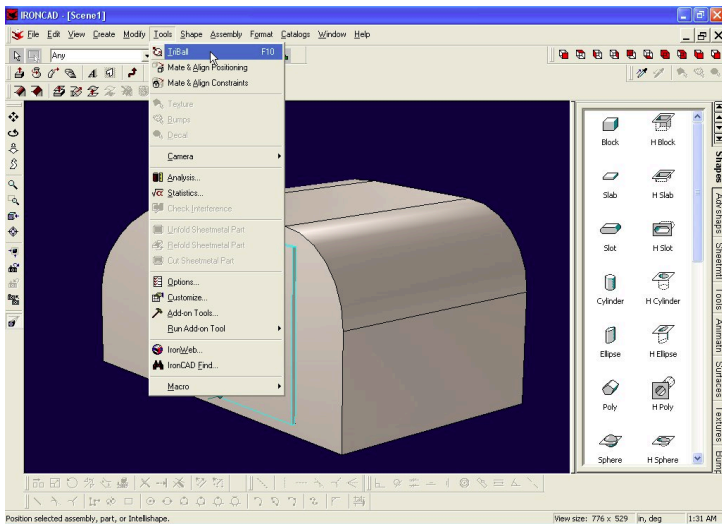 IRONCAD - [Scene1]
File Edit View Create Modify Tools Shape Assembly Format Catalogs Window Help
Any
TriBall F10
Mate & Align Positioning
Mate & Align Constraints
Texture
Bumps
Decal
Camera
Analysis...
Statistics...
Check Interference
Unfold Sheetmetal Part
Refold Sheetmetal Part
Cut Sheetmetal Part
Options...
Customize...
Add-on Tools...
Run Add-on Tool
IronWeb...
IronCAD Find...
Macro
Block H Block
Slab H Slab
Slot H Slot
Cylinder H Cylinder
Ellipse H Ellipse
Poly H Poly
Sphere H Sphere
Shapes
Adv shaps
Sheetmtl
Tools
Animatn
Surfaces
Textures
Bump
Position selected assembly, part, or Intellishape.
View size: 776 x 529 in, deg 1:31 AM